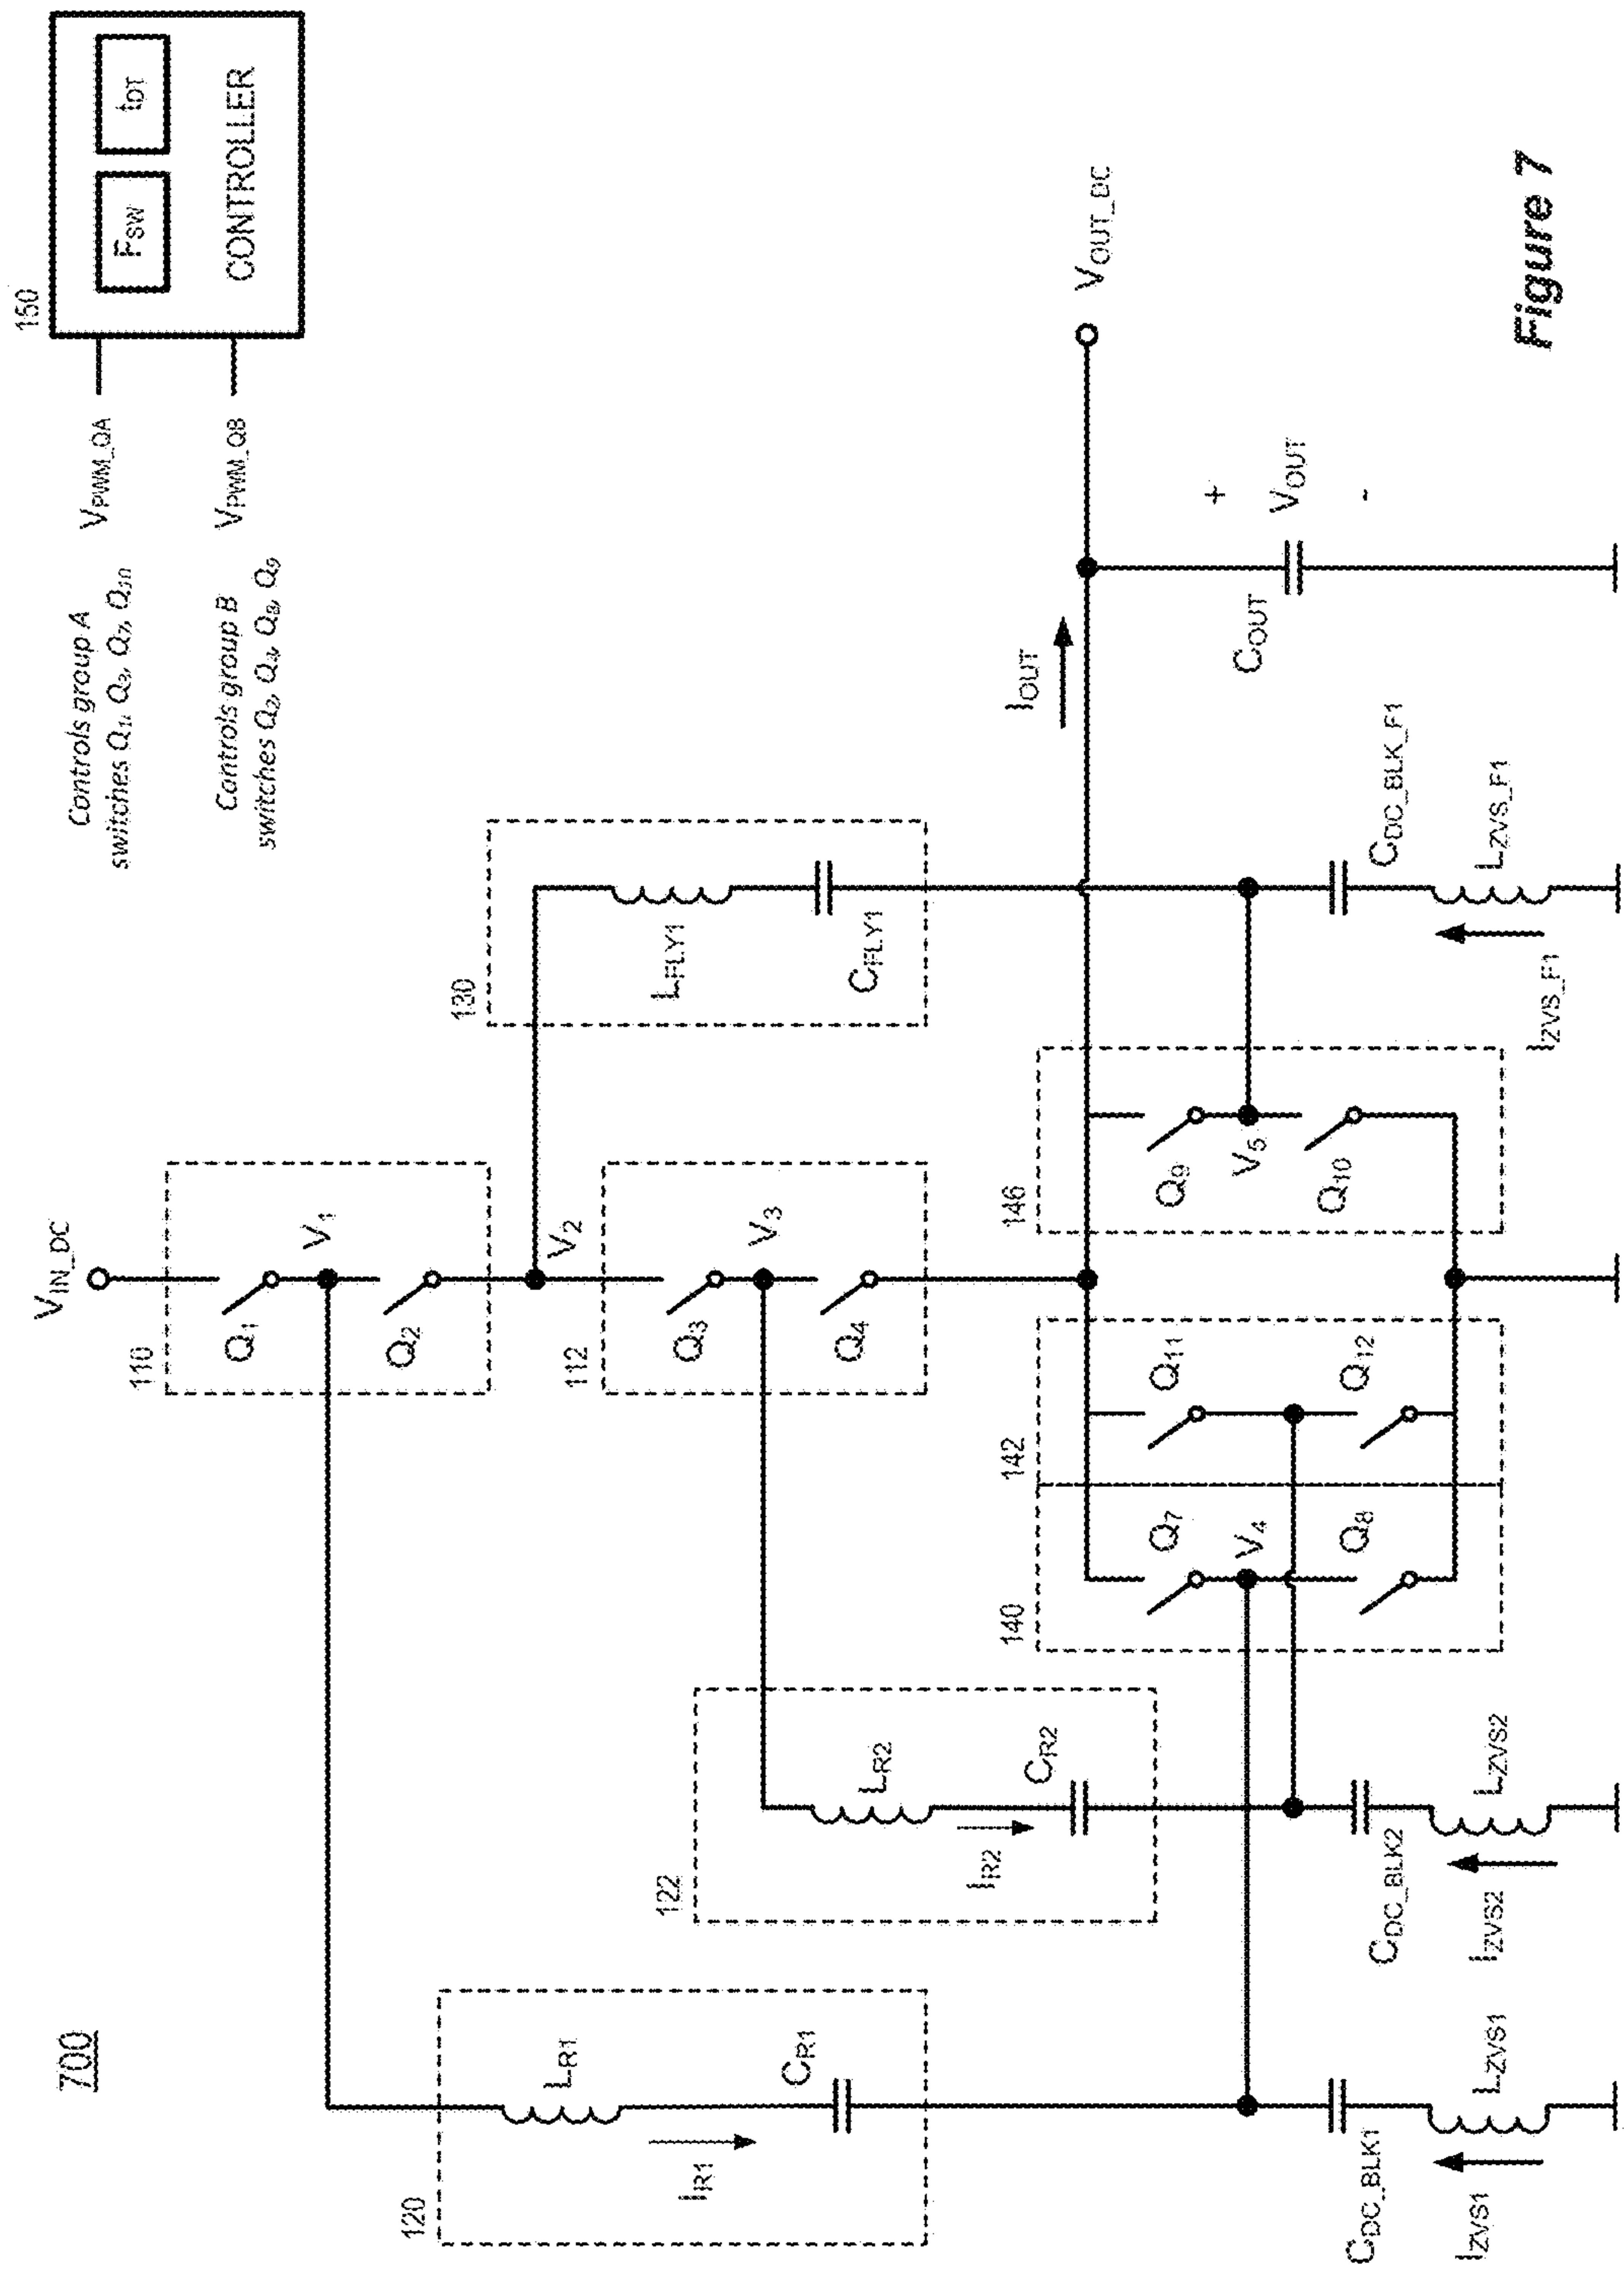 700
V_IN_DC
150
F_SW
t_DT
CONTROLLER
V_PWM_QA
V_PWM_QB
Controls group A
switches Q1, Q3, Q7, Q10
Controls group B
switches Q2, Q4, Q8, Q9
110
Q1
V1
Q2
V2
112
Q3
V3
Q4
130
L_FLY1
C_FLY1
120
L_R1
I_R1
C_R1
122
L_R2
I_R2
C_R2
140
Q7
V4
Q8
142
Q11
Q12
146
Q9
V5
Q10
I_OUT
V_OUT_DC
C_OUT
+
V_OUT
-
C_DC_BLK1
L_ZVS1
I_ZVS1
C_DC_BLK2
L_ZVS2
I_ZVS2
C_DC_BLK_F1
L_ZVS_F1
I_ZVS_F1
Figure 7